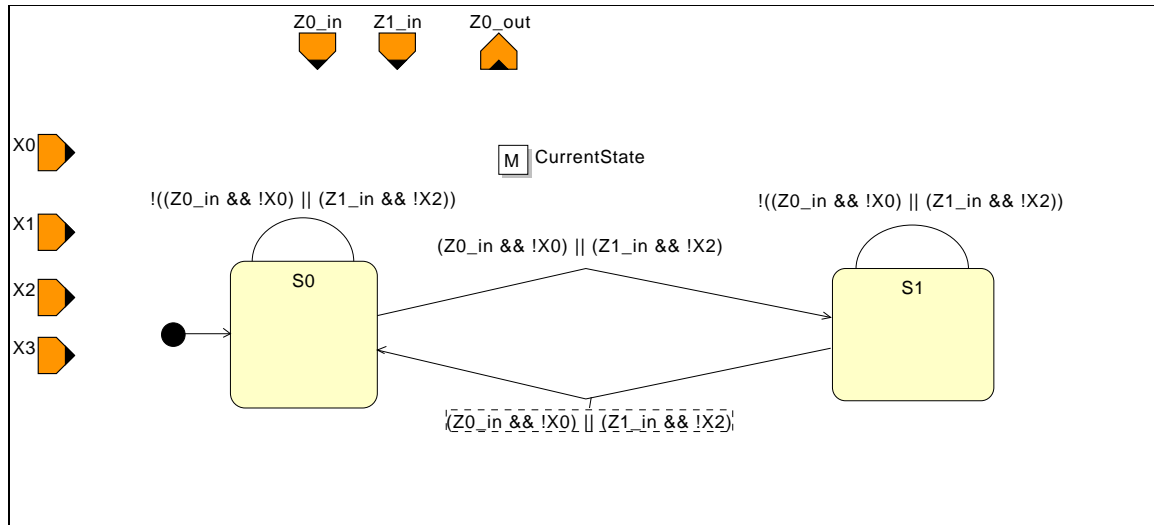 Z0_in Z1_in Z0_out
X0
M CurrentState
!((Z0_in && !X0) || (Z1_in && !X2))
!((Z0_in && !X0) || (Z1_in && !X2))
X1
(Z0_in && !X0) || (Z1_in && !X2)
S0
S1
X2
X3
(Z0_in && !X0) || (Z1_in && !X2)